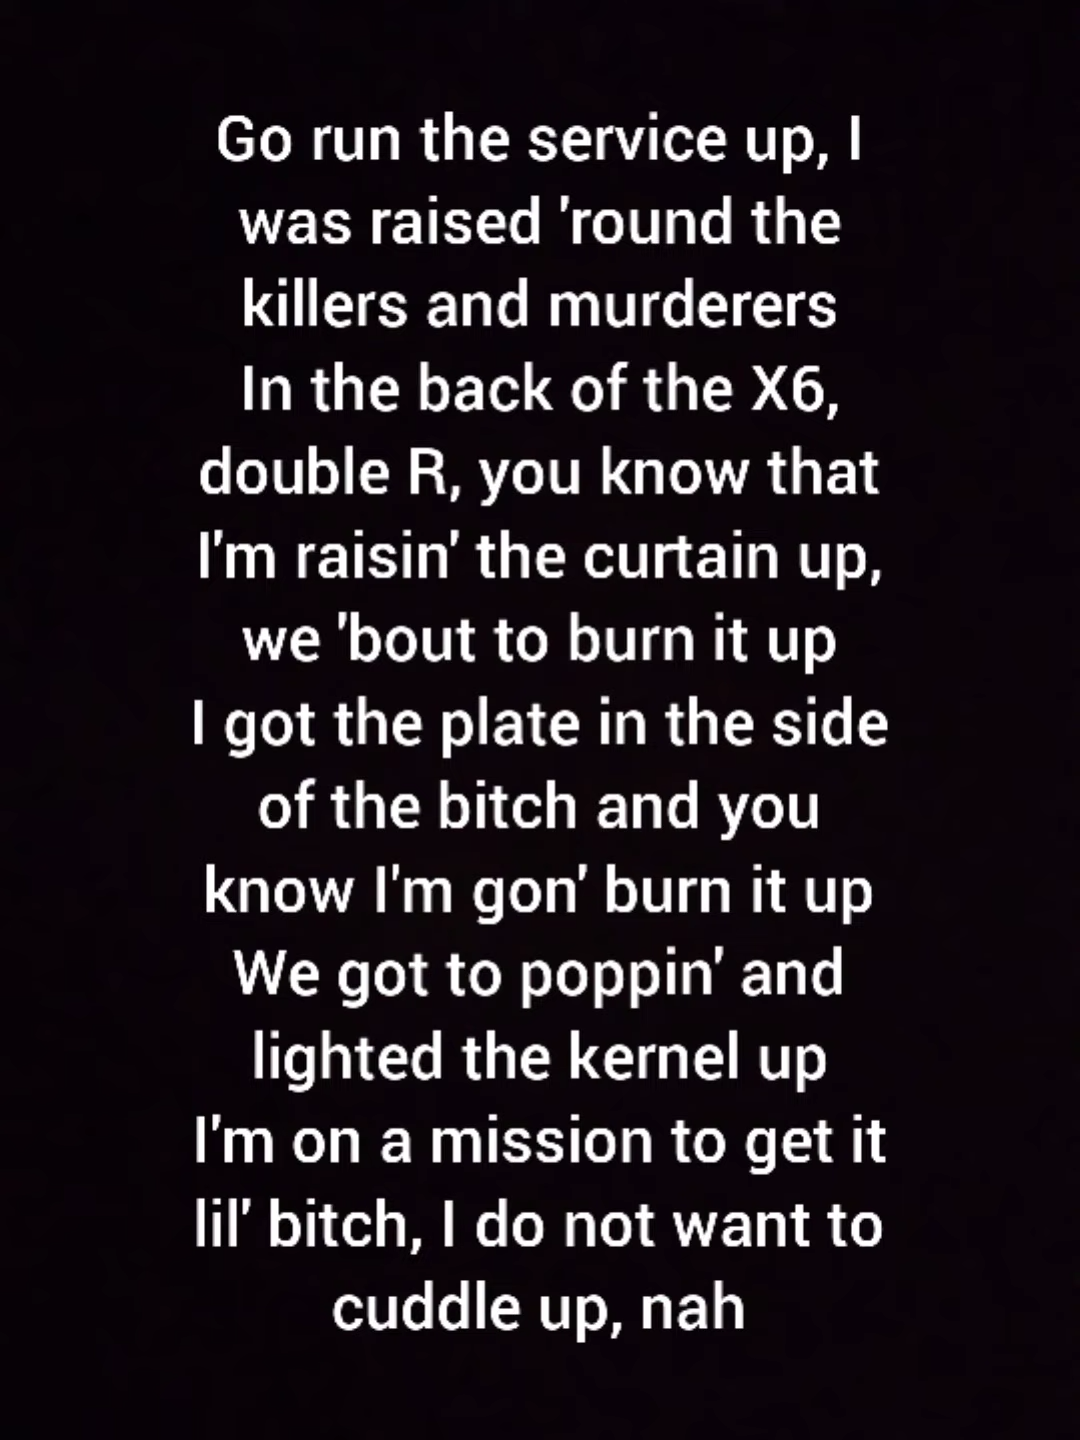 Go run the service up, I
was raised 'round the
killers and murderers
In the back of the X6,
double R, you know that
I'm raisin' the curtain up,
we 'bout to burn it up
I got the plate in the side
of the bitch and you
know I'm gon' burn it up
We got to poppin' and
lighted the kernel up
I'm on a mission to get it
lil' bitch, I do not want to
cuddle up, nah